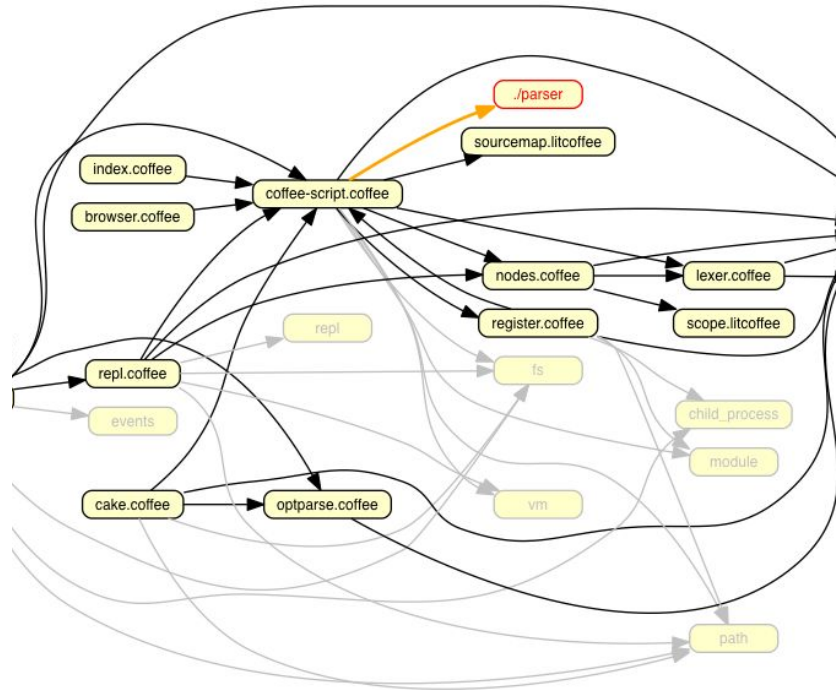 ./parser
sourcemap.litcoffee
index.coffee
coffee-script.coffee
browser.coffee
nodes.coffee
lexer.coffee
repl
register.coffee
scope.litcoffee
repl.coffee
fs
events
child_process
module
cake.coffee
optparse.coffee
vm
path